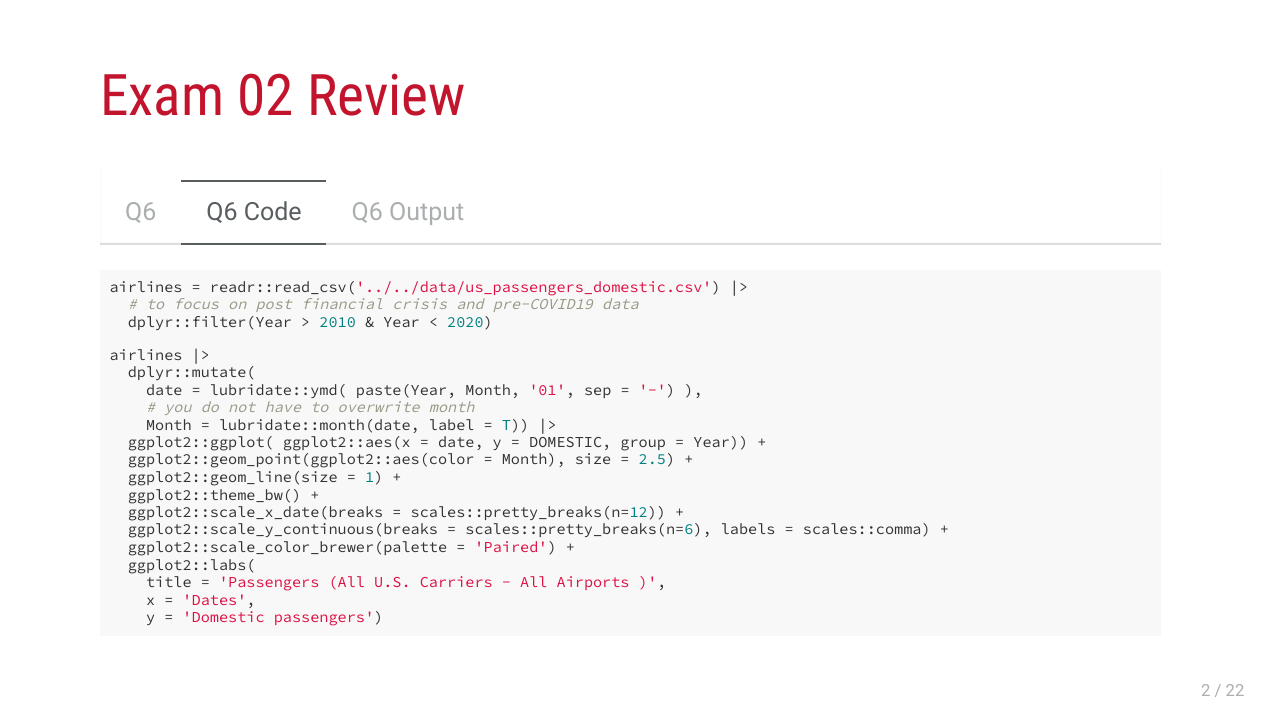 Exam 02 Review
Q6
Q6 Code
Q6 Output
airlines = readr::read_csv('../../data/us_passengers_domestic.csv') |>
  # to focus on post financial crisis and pre-COVID19 data
  dplyr::filter(Year > 2010 & Year < 2020)

airlines |>
  dplyr::mutate(
    date = lubridate::ymd( paste(Year, Month, '01', sep = '-') ),
    # you do not have to overwrite month
    Month = lubridate::month(date, label = T)) |>
  ggplot2::ggplot( ggplot2::aes(x = date, y = DOMESTIC, group = Year)) +
  ggplot2::geom_point(ggplot2::aes(color = Month), size = 2.5) +
  ggplot2::geom_line(size = 1) +
  ggplot2::theme_bw() +
  ggplot2::scale_x_date(breaks = scales::pretty_breaks(n=12)) +
  ggplot2::scale_y_continuous(breaks = scales::pretty_breaks(n=6), labels = scales::comma) +
  ggplot2::scale_color_brewer(palette = 'Paired') +
  ggplot2::labs(
    title = 'Passengers (All U.S. Carriers - All Airports )',
    x = 'Dates',
    y = 'Domestic passengers')
2 / 22